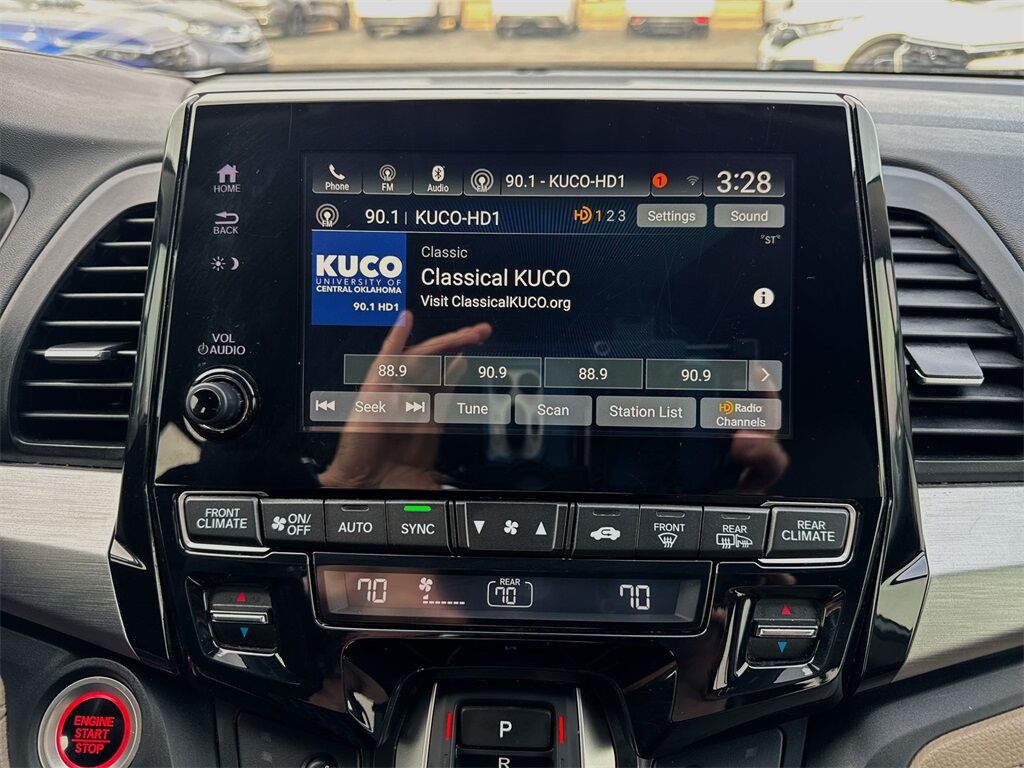 HOME
BACK
VOL
AUDIO
Phone
FM
Audio
FM
90.1 - KUCO-HD1
1
3:28
FM
90.1 | KUCO-HD1
HD 1 2 3
Settings
Sound
"ST"
KUCO
UNIVERSITY OF
CENTRAL OKLAHOMA
90.1 HD1
Classic
Classical KUCO
Visit ClassicalKUCO.org
i
88.9
90.9
88.9
90.9
Seek
Tune
Scan
Station List
HD Radio
Channels
FRONT
CLIMATE
ON/
OFF
AUTO
SYNC
FRONT
REAR
REAR
CLIMATE
70
REAR
70
70
ENGINE
START
STOP
P
R